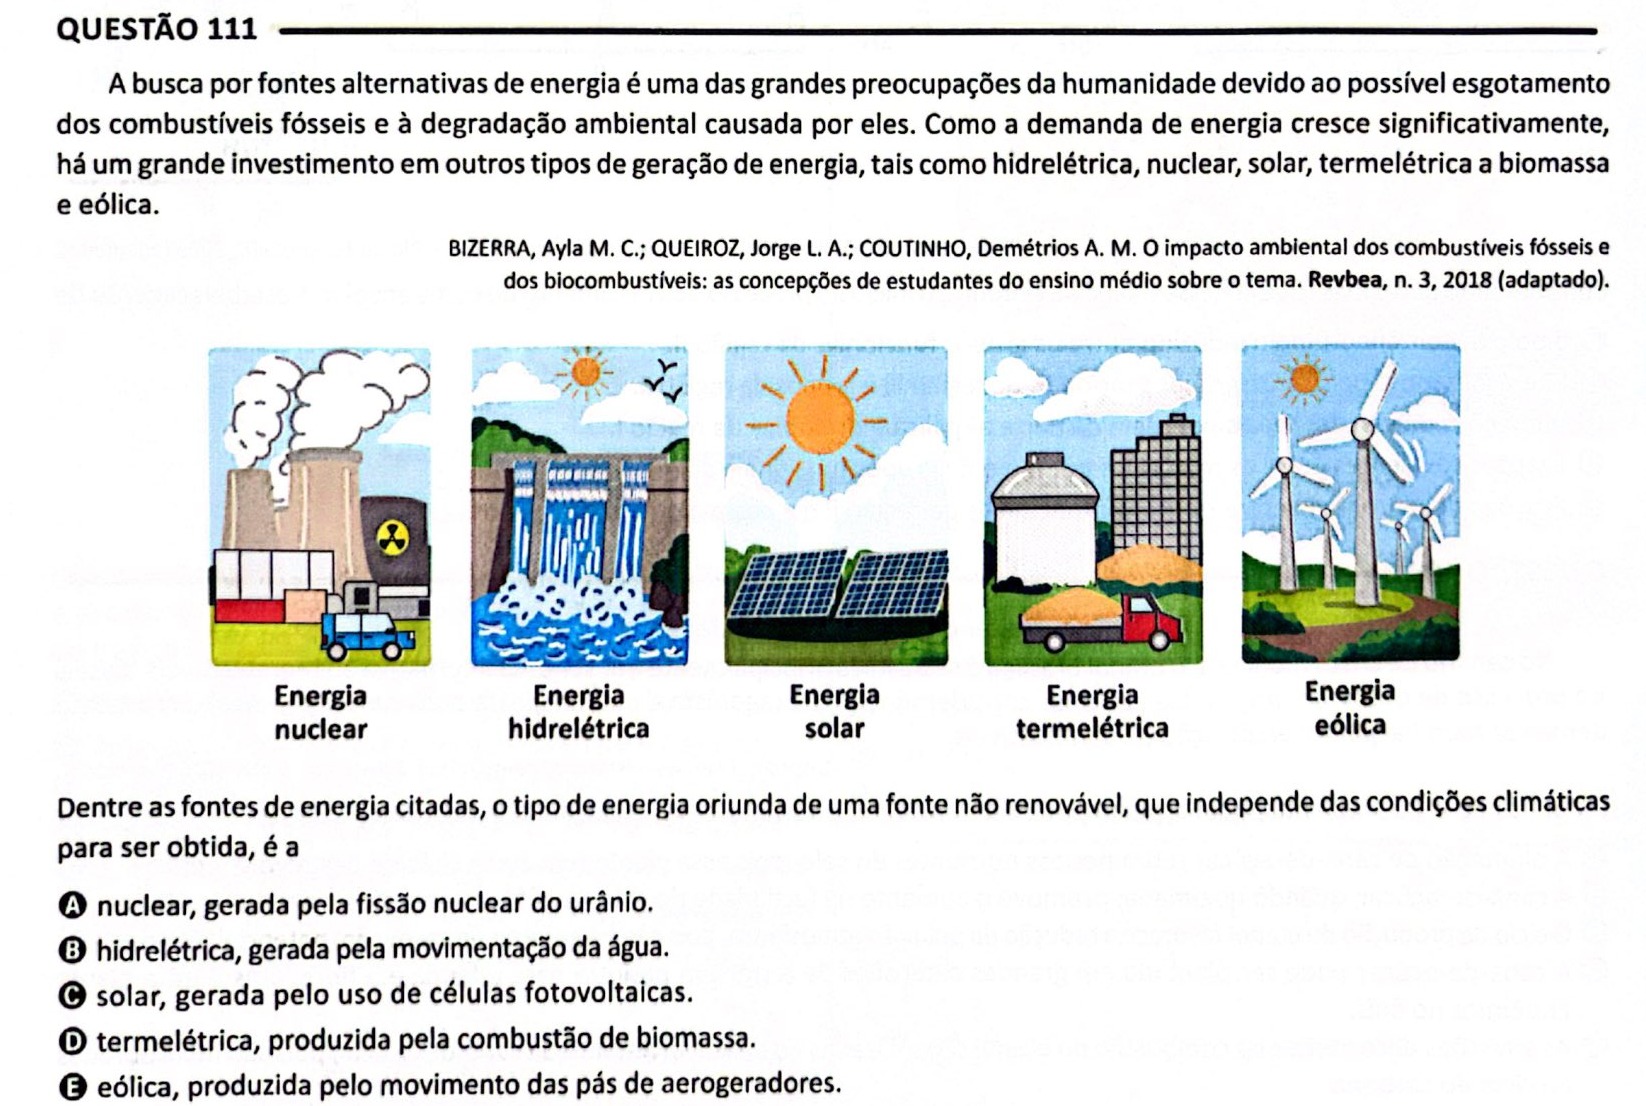 QUESTÃO 111
A busca por fontes alternativas de energia é uma das grandes preocupações da humanidade devido ao possível esgotamento
dos combustíveis fósseis e à degradação ambiental causada por eles. Como a demanda de energia cresce significativamente,
há um grande investimento em outros tipos de geração de energia, tais como hidrelétrica, nuclear, solar, termelétrica a biomassa
e eólica.
BIZERRA, Ayla M. C.; QUEIROZ, Jorge L. A.; COUTINHO, Demétrios A. M. O impacto ambiental dos combustíveis fósseis e
dos biocombustíveis: as concepções de estudantes do ensino médio sobre o tema. Revbea, n. 3, 2018 (adaptado).
Energia nuclear
Energia hidrelétrica
Energia solar
Energia termelétrica
Energia eólica
Dentre as fontes de energia citadas, o tipo de energia oriunda de uma fonte não renovável, que independe das condições climáticas
para ser obtida, é a
A nuclear, gerada pela fissão nuclear do urânio.
B hidrelétrica, gerada pela movimentação da água.
C solar, gerada pelo uso de células fotovoltaicas.
D termelétrica, produzida pela combustão de biomassa.
E eólica, produzida pelo movimento das pás de aerogeradores.